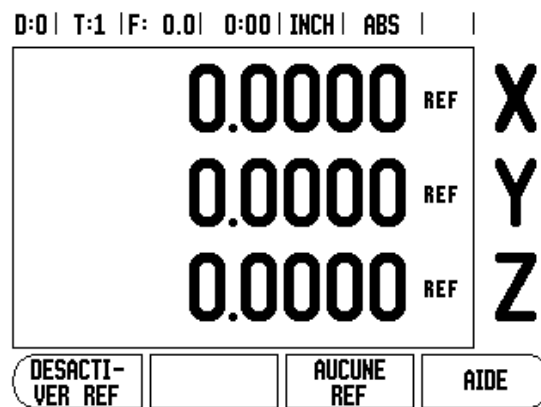 D:0 | T:1 | F: 0.0 | 0:00 | INCH | ABS | |
0.0000 REF X
0.0000 REF Y
0.0000 REF Z
DESACTI-
VER REF
AUCUNE
REF
AIDE